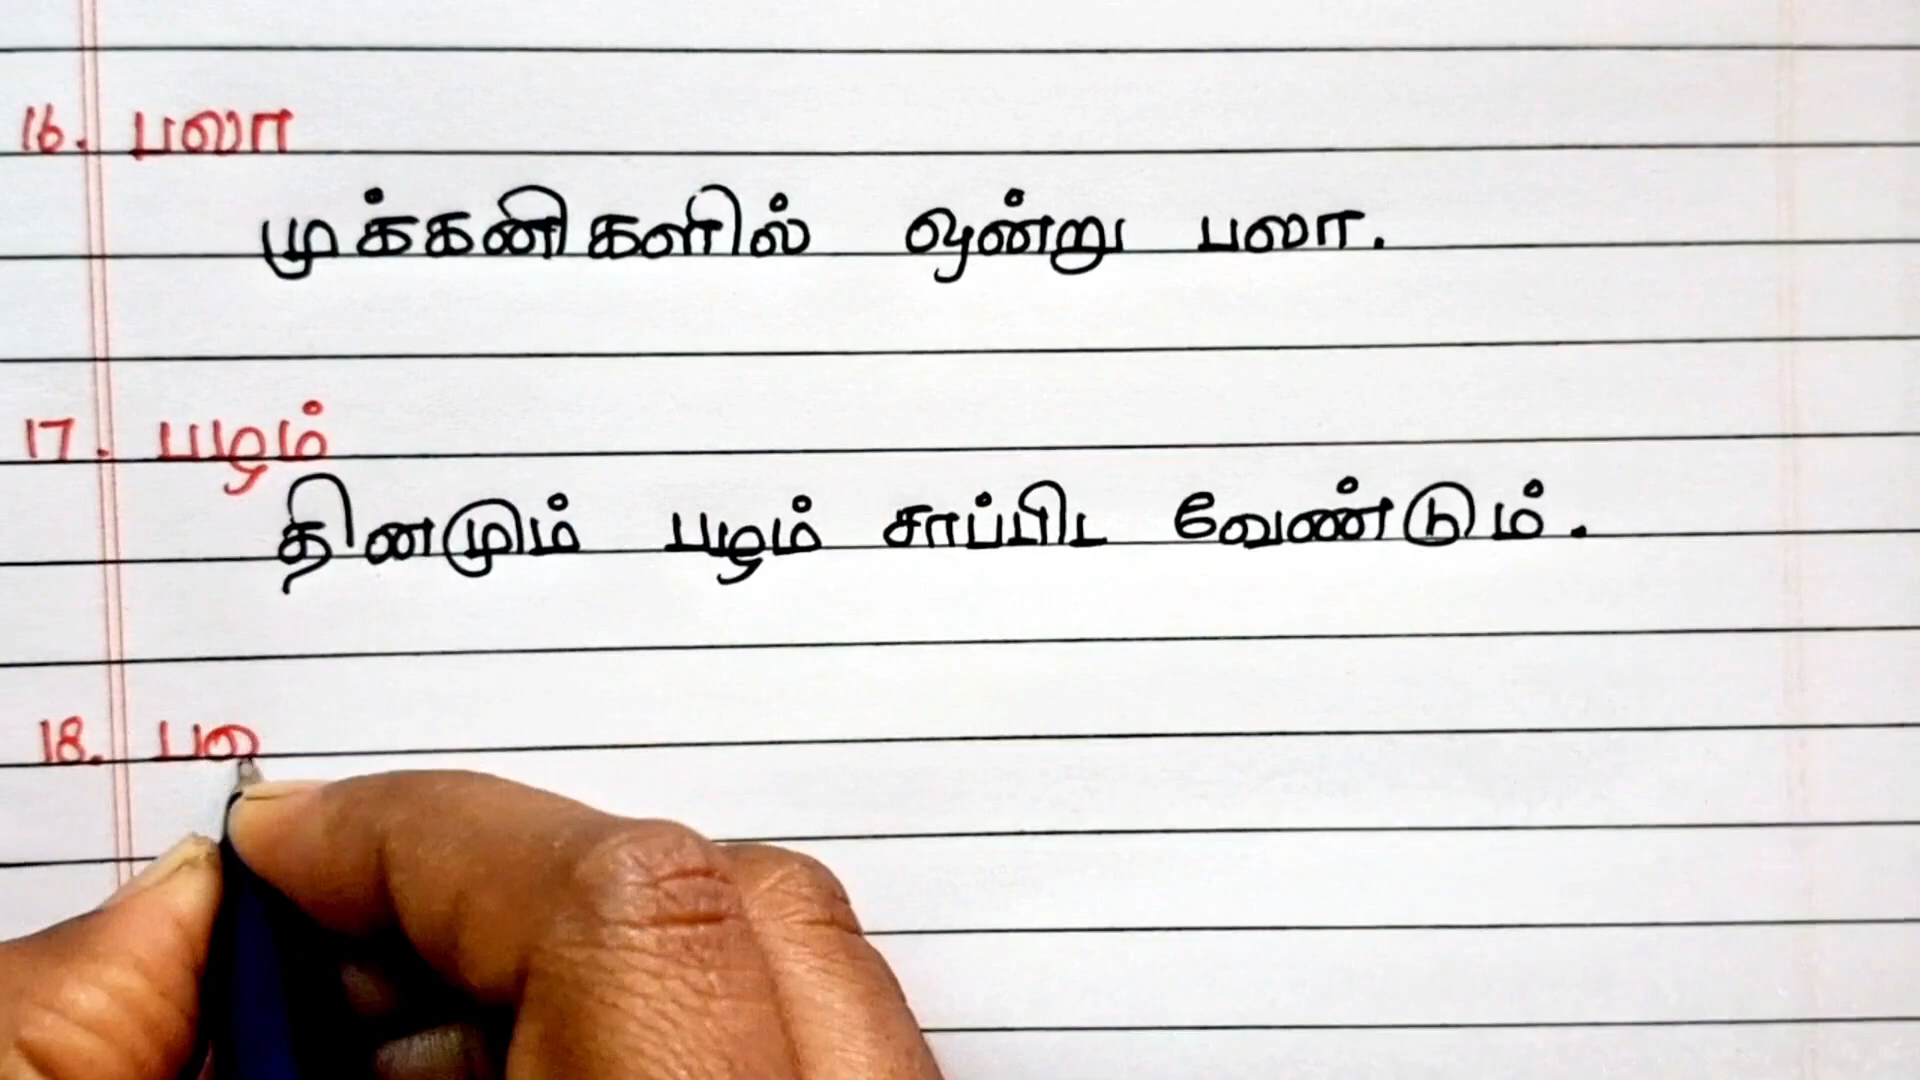 16. பலா
முக்கனிகளில் ஒன்று பலா.
17. பழம்
தினமும் பழம் சாப்பிட வேண்டும்.
18.